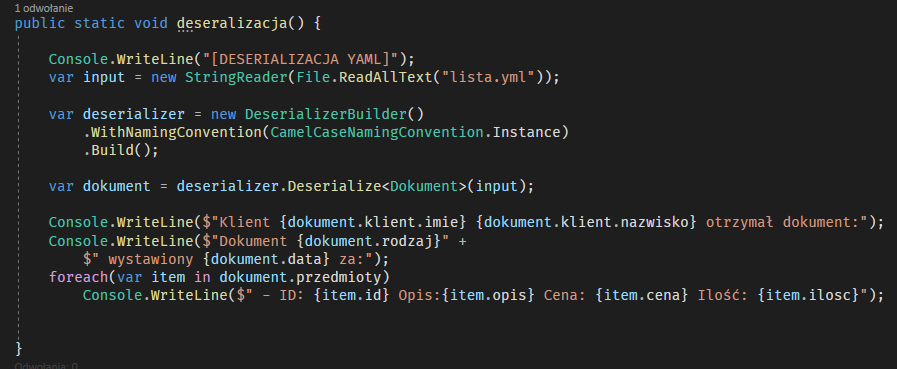 1 odwołanie
public static void deseralizacja() {
Console.WriteLine("[DESERIALIZACJA YAML]");
var input = new StringReader(File.ReadAllText("lista.yml"));
var deserializer = new DeserializerBuilder()
.WithNamingConvention(CamelCaseNamingConvention.Instance)
.Build();
var dokument = deserializer.Deserialize<Dokument>(input);
Console.WriteLine($"Klient {dokument.klient.imie} {dokument.klient.nazwisko} otrzymał dokument:");
Console.WriteLine($"Dokument {dokument.rodzaj}" +
$" wystawiony {dokument.data} za:");
foreach(var item in dokument.przedmioty)
Console.WriteLine($" - ID: {item.id} Opis:{item.opis} Cena: {item.cena} Ilość: {item.ilosc}");
}
Odwołania: 0